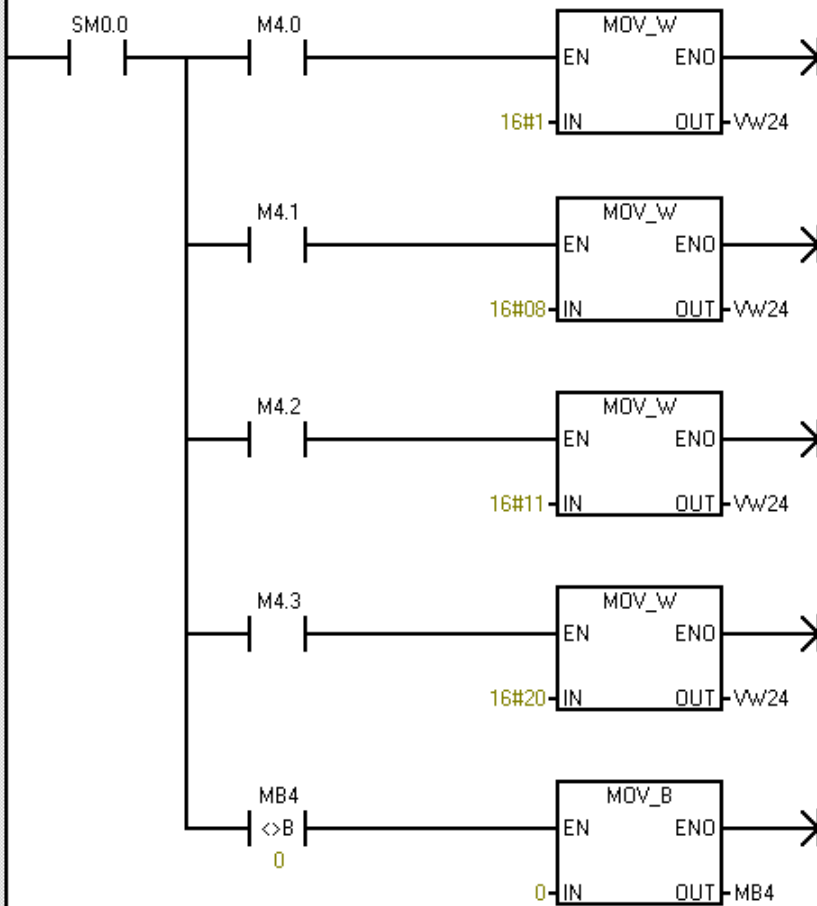 SM0.0 M4.0 MOV_W
EN ENO
16#1 IN OUT VW24
M4.1 MOV_W
EN ENO
16#08 IN OUT VW24
M4.2 MOV_W
EN ENO
16#11 IN OUT VW24
M4.3 MOV_W
EN ENO
16#20 IN OUT VW24
MB4 MOV_B
<>B EN ENO
0
0 IN OUT MB4